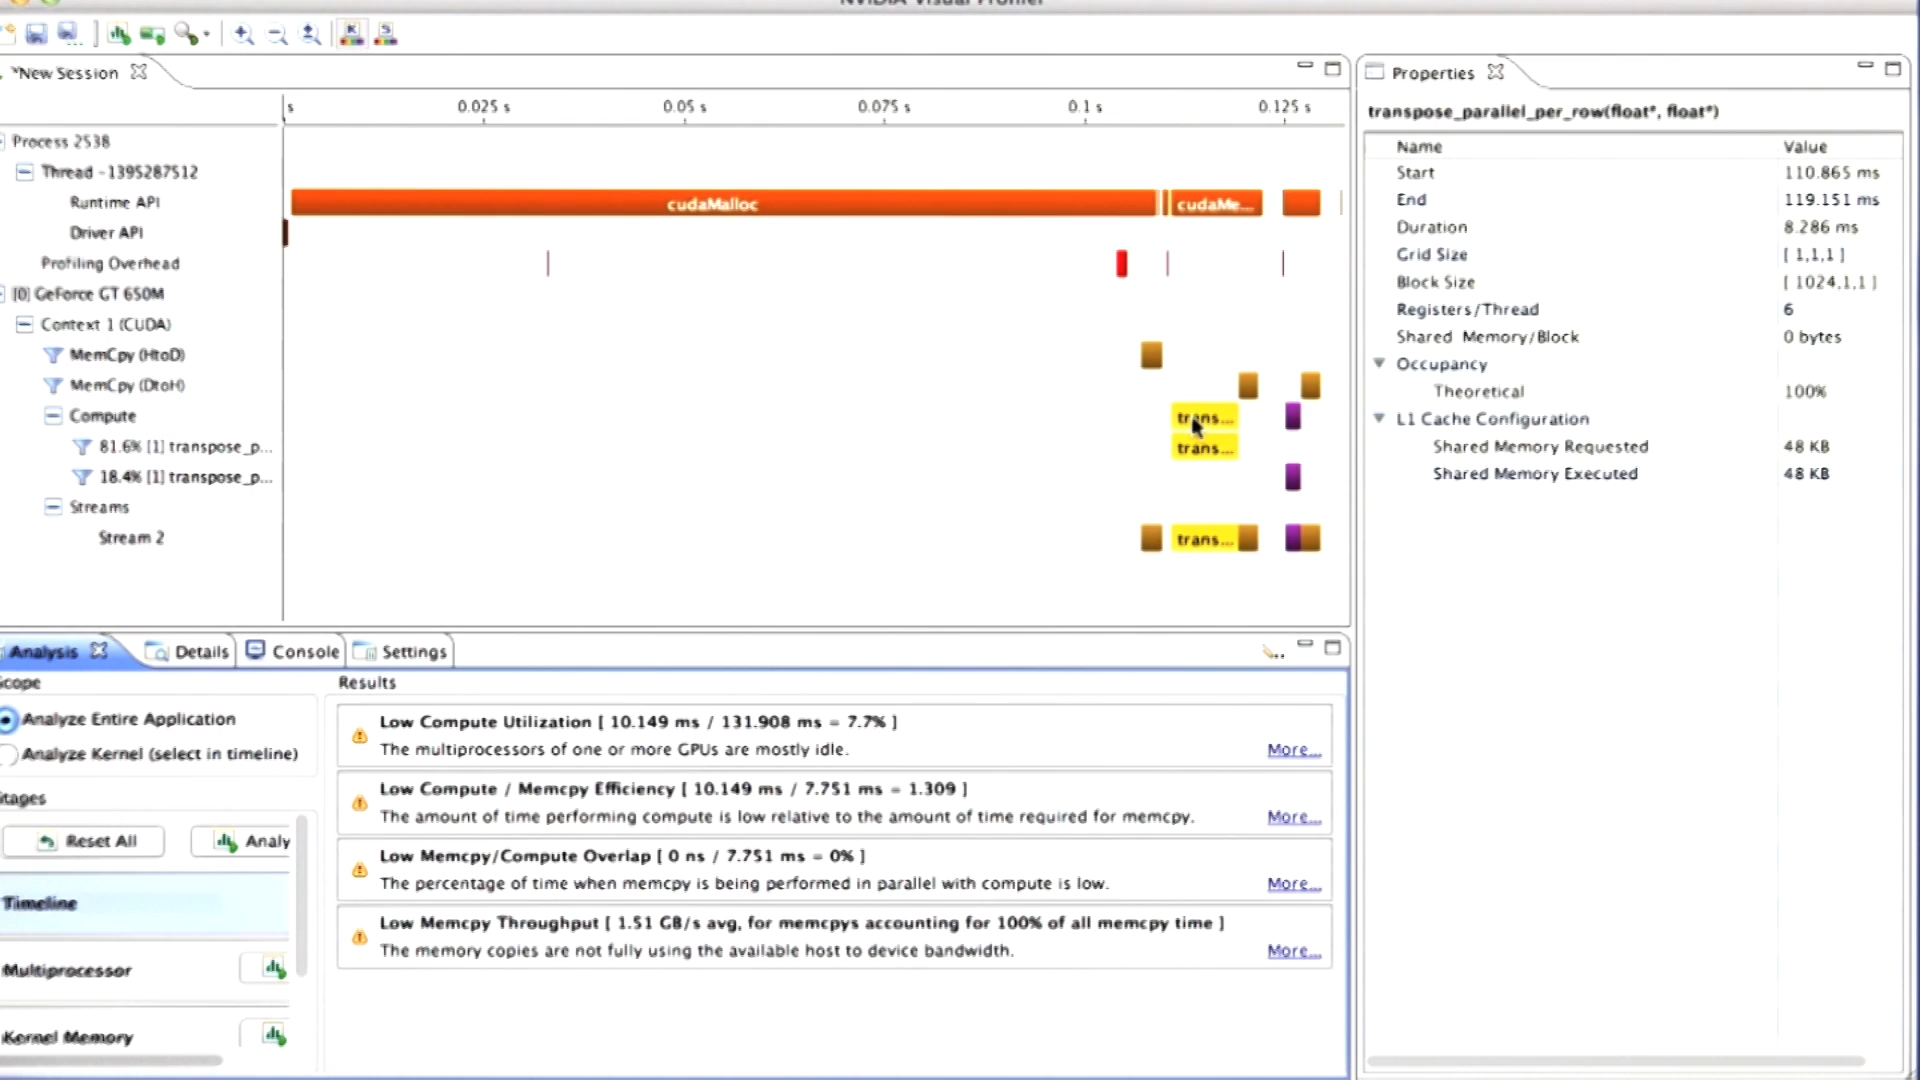 NVIDIA Visual Profiler
*New Session
Properties
s
0.025 s
0.05 s
0.075 s
0.1 s
0.125 s
transpose_parallel_per_row(float*, float*)
Process 2538
Thread -1395287512
Runtime API
cudaMalloc
cudaMe...
Driver API
Profiling Overhead
[0] GeForce GT 650M
Context 1 (CUDA)
MemCpy (HtoD)
MemCpy (DtoH)
Compute
trans...
81.6% [1] transpose_p...
trans...
18.4% [1] transpose_p...
Streams
Stream 2
trans...
Name Value
Start 110.865 ms
End 119.151 ms
Duration 8.286 ms
Grid Size [ 1,1,1 ]
Block Size [ 1024,1,1 ]
Registers/Thread 6
Shared Memory/Block 0 bytes
Occupancy
Theoretical 100%
L1 Cache Configuration
Shared Memory Requested 48 KB
Shared Memory Executed 48 KB
Analysis
Details
Console
Settings
Scope
Analyze Entire Application
Analyze Kernel (select in timeline)
Stages
Reset All
Analy
Timeline
Multiprocessor
Kernel Memory
Results
Low Compute Utilization [ 10.149 ms / 131.908 ms = 7.7% ]
The multiprocessors of one or more GPUs are mostly idle.
More...
Low Compute / Memcpy Efficiency [ 10.149 ms / 7.751 ms = 1.309 ]
The amount of time performing compute is low relative to the amount of time required for memcpy.
More...
Low Memcpy/Compute Overlap [ 0 ns / 7.751 ms = 0% ]
The percentage of time when memcpy is being performed in parallel with compute is low.
More...
Low Memcpy Throughput [ 1.51 GB/s avg, for memcpys accounting for 100% of all memcpy time ]
The memory copies are not fully using the available host to device bandwidth.
More...